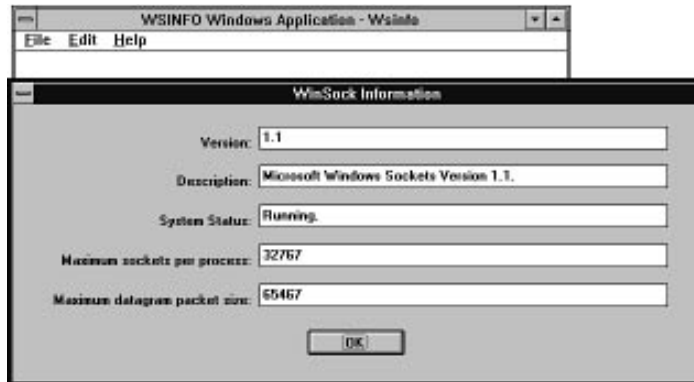 WSINFO Windows Application - Wsinfo
File Edit Help
WinSock Information
Version: 1.1
Description: Microsoft Windows Sockets Version 1.1.
System Status: Running.
Maximum sockets per process: 32767
Maximum datagram packet size: 65467
OK